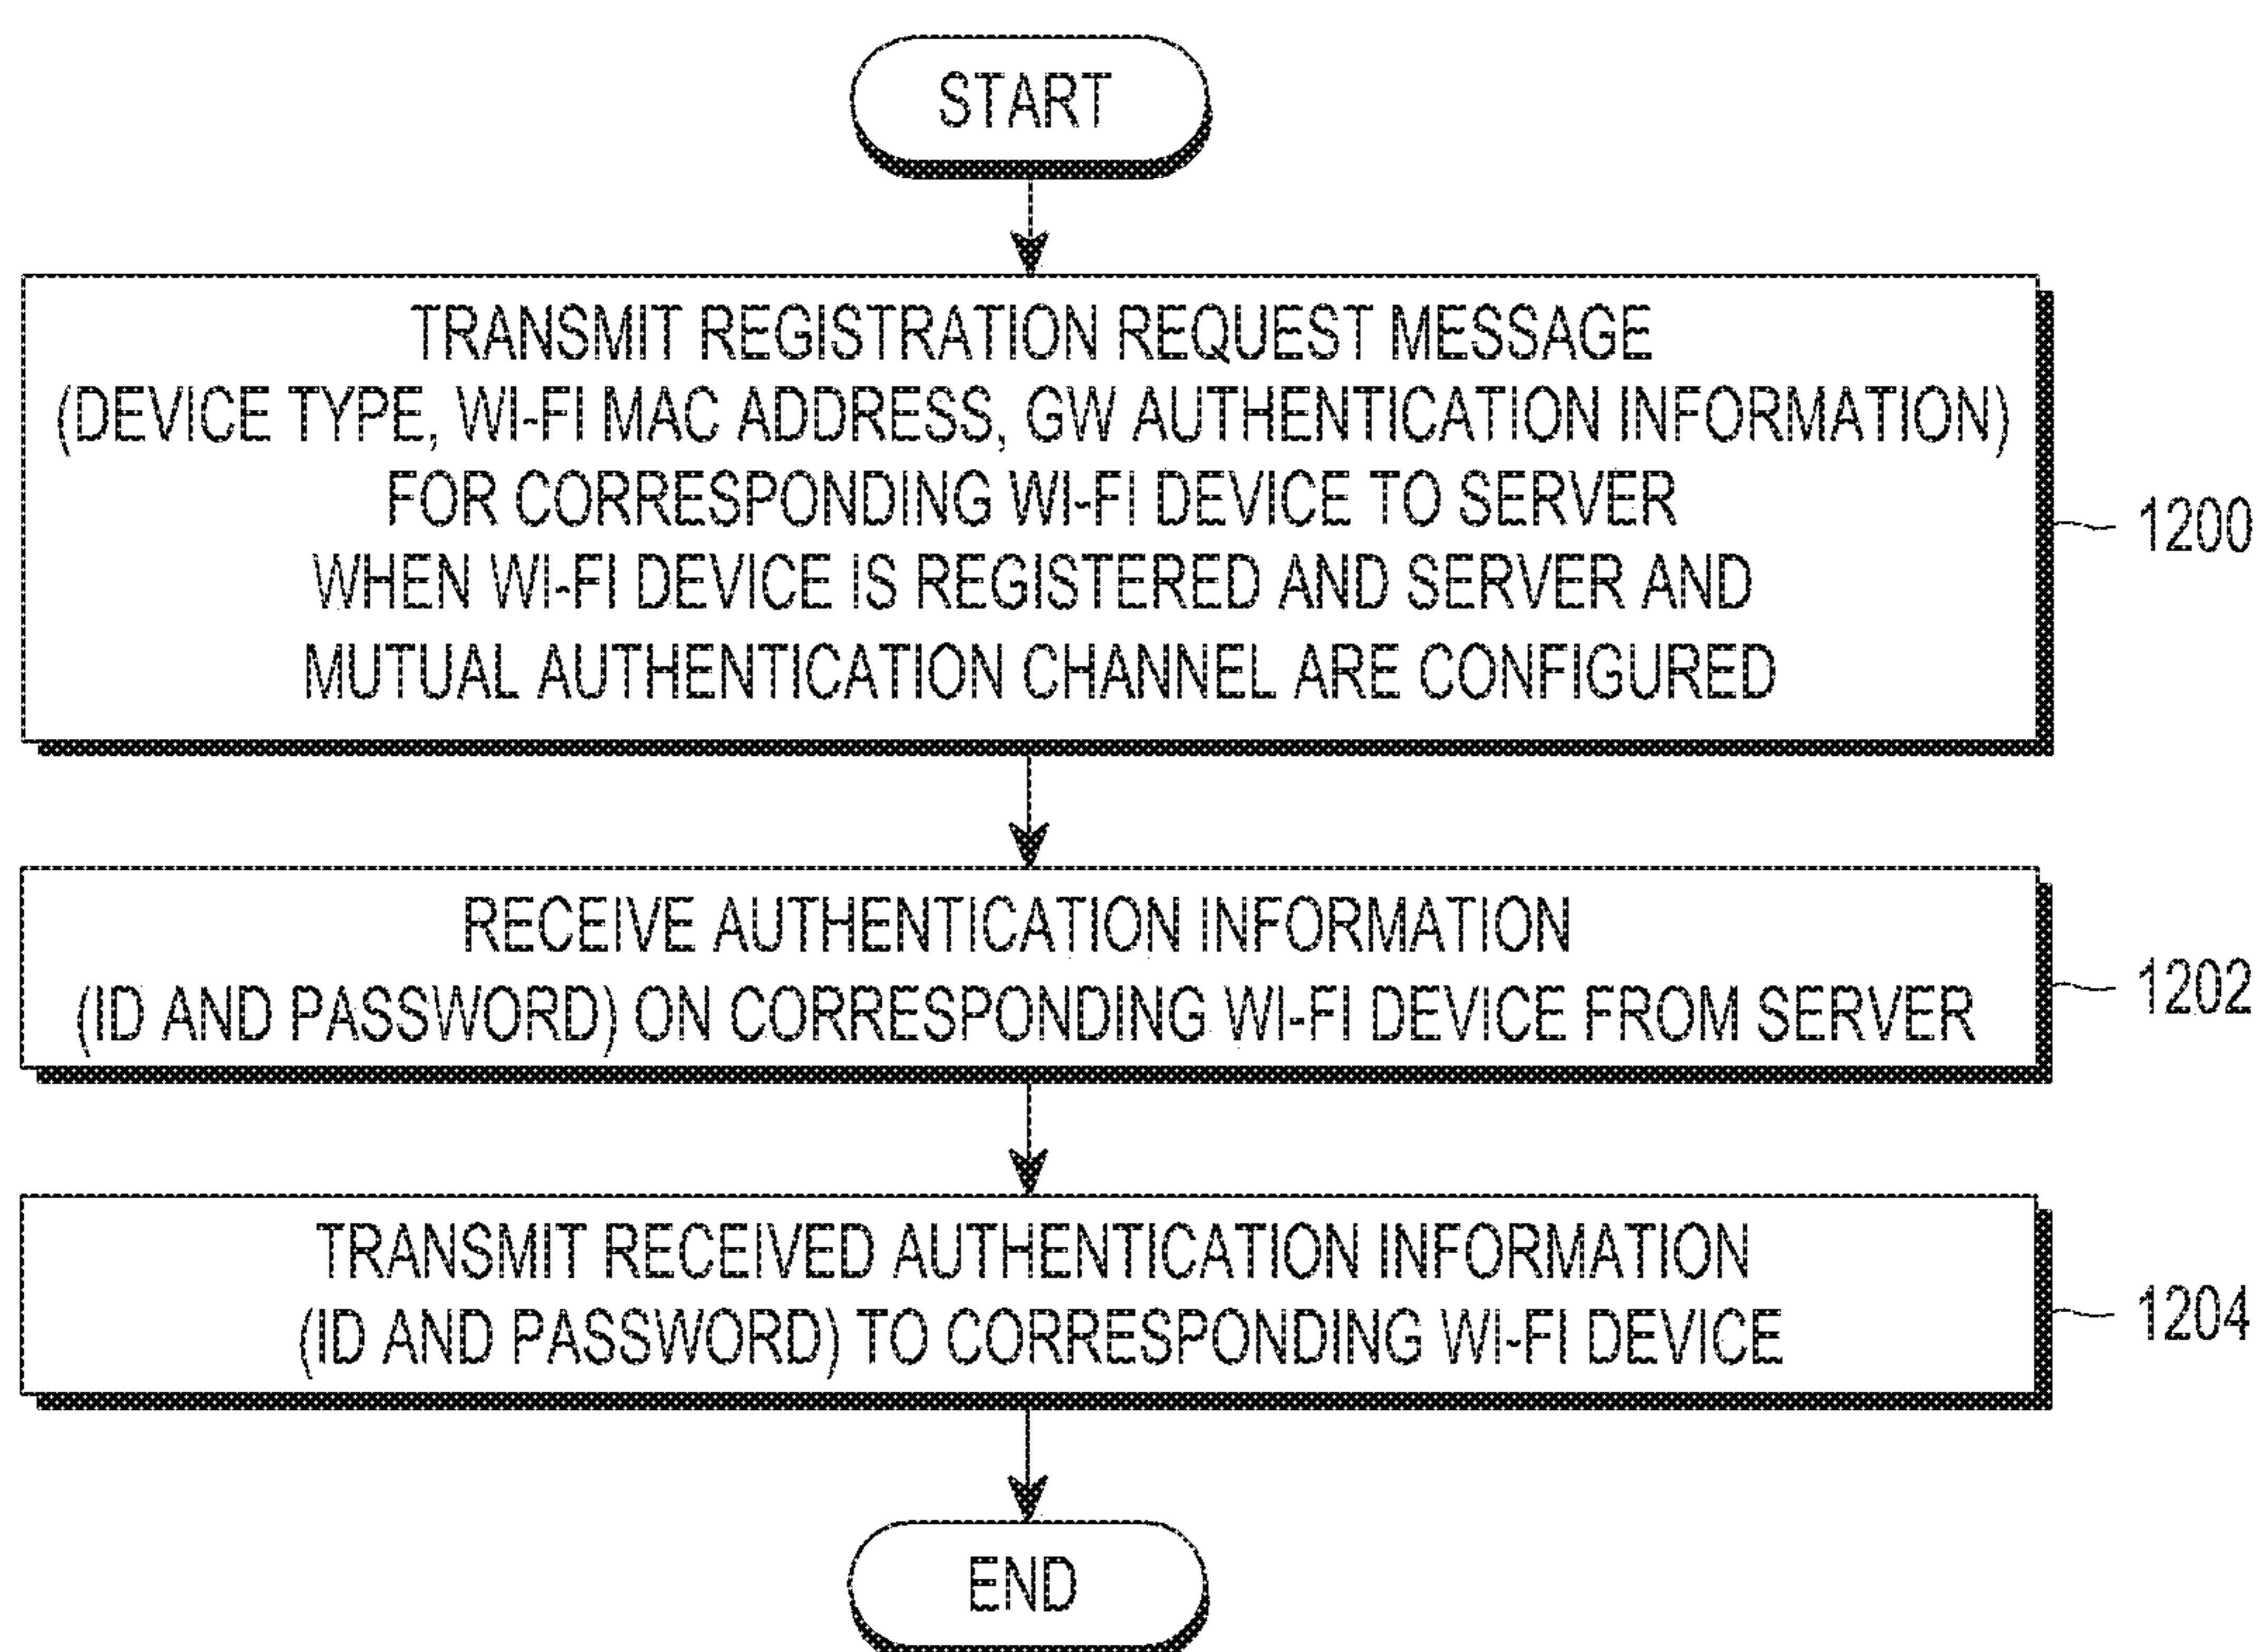 START
TRANSMIT REGISTRATION REQUEST MESSAGE
(DEVICE TYPE, WI-FI MAC ADDRESS, GW AUTHENTICATION INFORMATION)
FOR CORRESPONDING WI-FI DEVICE TO SERVER
WHEN WI-FI DEVICE IS REGISTERED AND SERVER AND
MUTUAL AUTHENTICATION CHANNEL ARE CONFIGURED
1200
RECEIVE AUTHENTICATION INFORMATION
(ID AND PASSWORD) ON CORRESPONDING WI-FI DEVICE FROM SERVER
1202
TRANSMIT RECEIVED AUTHENTICATION INFORMATION
(ID AND PASSWORD) TO CORRESPONDING WI-FI DEVICE
1204
END